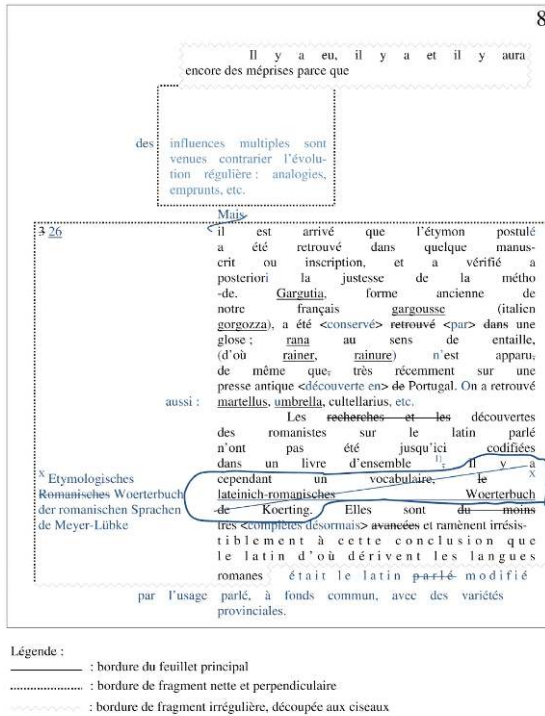 8
Il y a eu, il y a et il y aura
encore des méprises parce que
des influences multiples sont
venues contrarier l'évolu-
tion régulière : analogies,
emprunts, etc.
Mais
3 26
il est arrivé que l'étymon postulé
a été retrouvé dans quelque manus-
crit ou inscription, et a vérifié a
posteriori la justesse de la métho
-de. Gargutia, forme ancienne de
notre français gargousse (italien
gorgozza), a été <conservé> retrouvé <par> dans une
glose ; rana au sens de entaille,
(d'où rainer, rainure) n'est apparu,
de même que, très récemment sur une
presse antique <découverte en> de Portugal. On a retrouvé
aussi : martellus, umbrella, cultellarius, etc.
Les recherches et les découvertes
des romanistes sur le latin parlé
n'ont pas été jusqu'ici codifiées
dans un livre d'ensemble 1). Il y a
x Etymologisches
cependant un vocabulaire, le x
Romanisches Woerterbuch
lateinich-romanisches Woerterbuch
der romanischen Sprachen
de Koerting. Elles sont du moins
de Meyer-Lübke
très <complètes désormais> avancées et ramènent irrésis-
tiblement à cette conclusion que
le latin d'où dérivent les langues
romanes était le latin parlé modifié
par l'usage parlé, à fonds commun, avec des variétés
provinciales.
Légende :
: bordure du feuillet principal
: bordure de fragment nette et perpendiculaire
: bordure de fragment irrégulière, découpée aux ciseaux